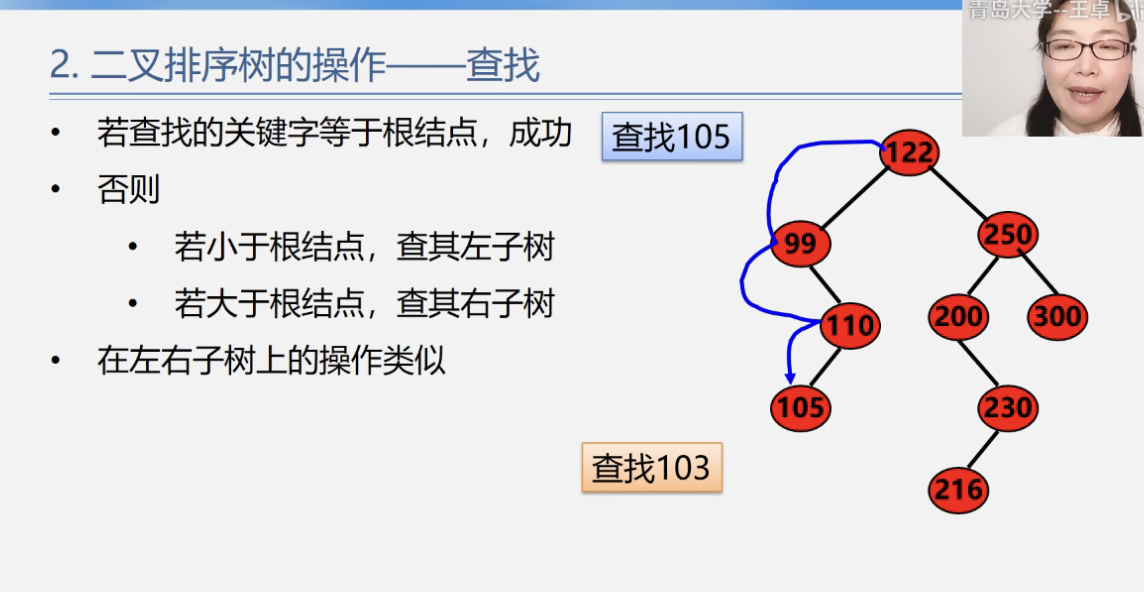 青岛大学--王卓
2. 二叉排序树的操作——查找
• 若查找的关键字等于根结点，成功
查找105
• 否则
• 若小于根结点，查其左子树
• 若大于根结点，查其右子树
• 在左右子树上的操作类似
查找103
122
99
250
110
200
300
105
230
216